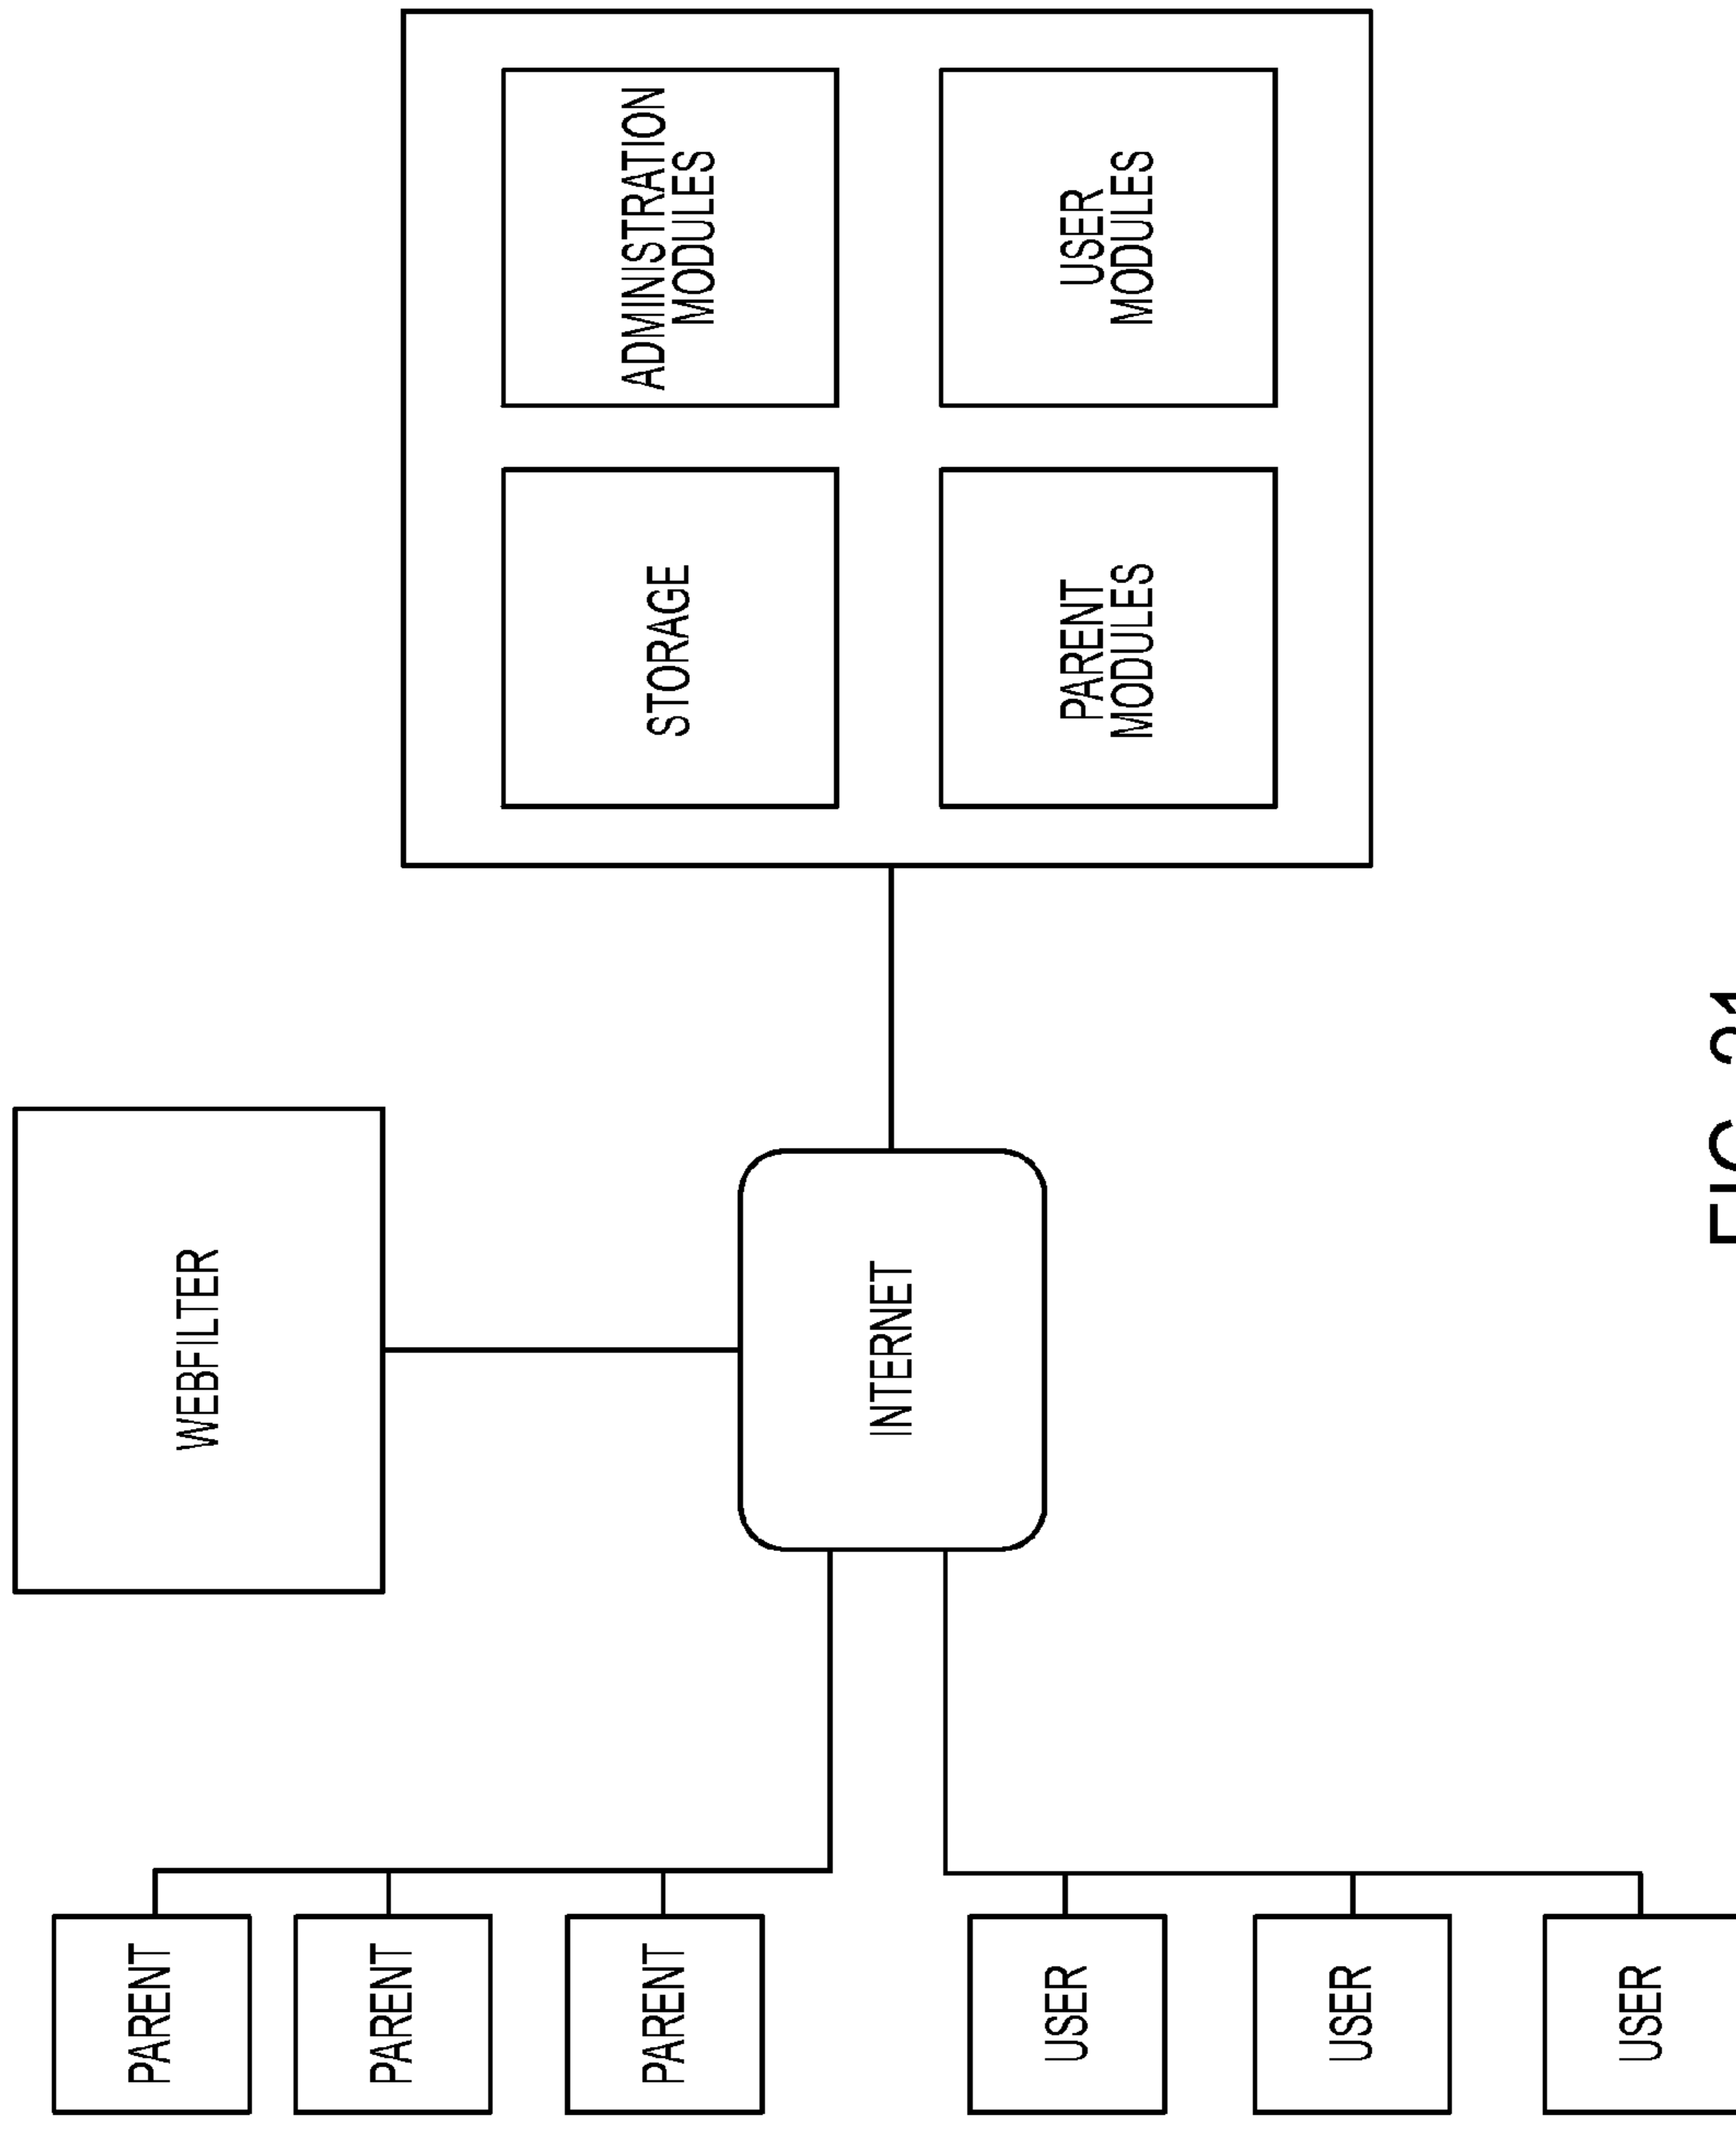 PARENT
PARENT
PARENT
USER
USER
USER
WEBFILTER
INTERNET
STORAGE
ADMINISTRATION
MODULES
PARENT
MODULES
USER
MODULES